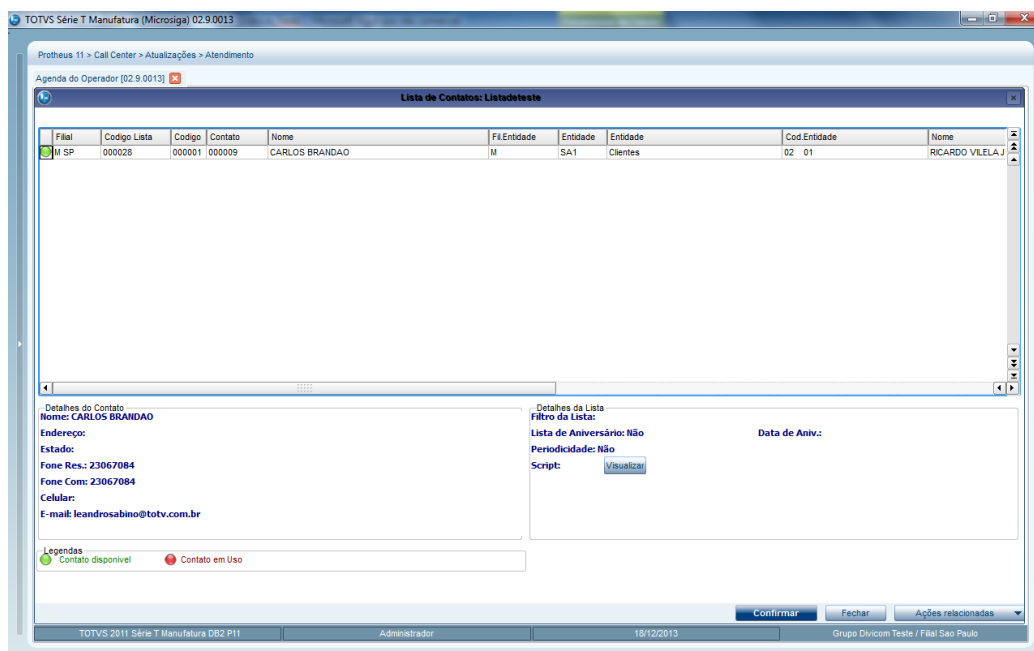 TOTVS Série T Manufatura (Microsiga) 02.9.0013
Protheus 11 > Call Center > Atualizações > Atendimento
Agenda do Operador [02.9.0013]
Lista de Contatos: Listadeteste
Filial Codigo Lista Codigo Contato Nome Fil.Entidade Entidade Entidade Cod.Entidade Nome
M SP 000028 000001 000009 CARLOS BRANDAO M SA1 Clientes 02 01 RICARDO VILELA J
Detalhes do Contato
Nome: CARLOS BRANDAO
Endereço:
Estado:
Fone Res.: 23067084
Fone Com: 23067084
Celular:
E-mail: leandrosabino@totv.com.br
Detalhes da Lista
Filtro da Lista:
Lista de Aniversário: Não Data de Aniv.:
Periodicidade: Não
Script: Visualizar
Legendas
Contato disponivel Contato em Uso
Confirmar Fechar Ações relacionadas
TOTVS 2011 Série T Manufatura DB2 P11 Administrador 18/12/2013 Grupo Divicom Teste / Filial Sao Paulo